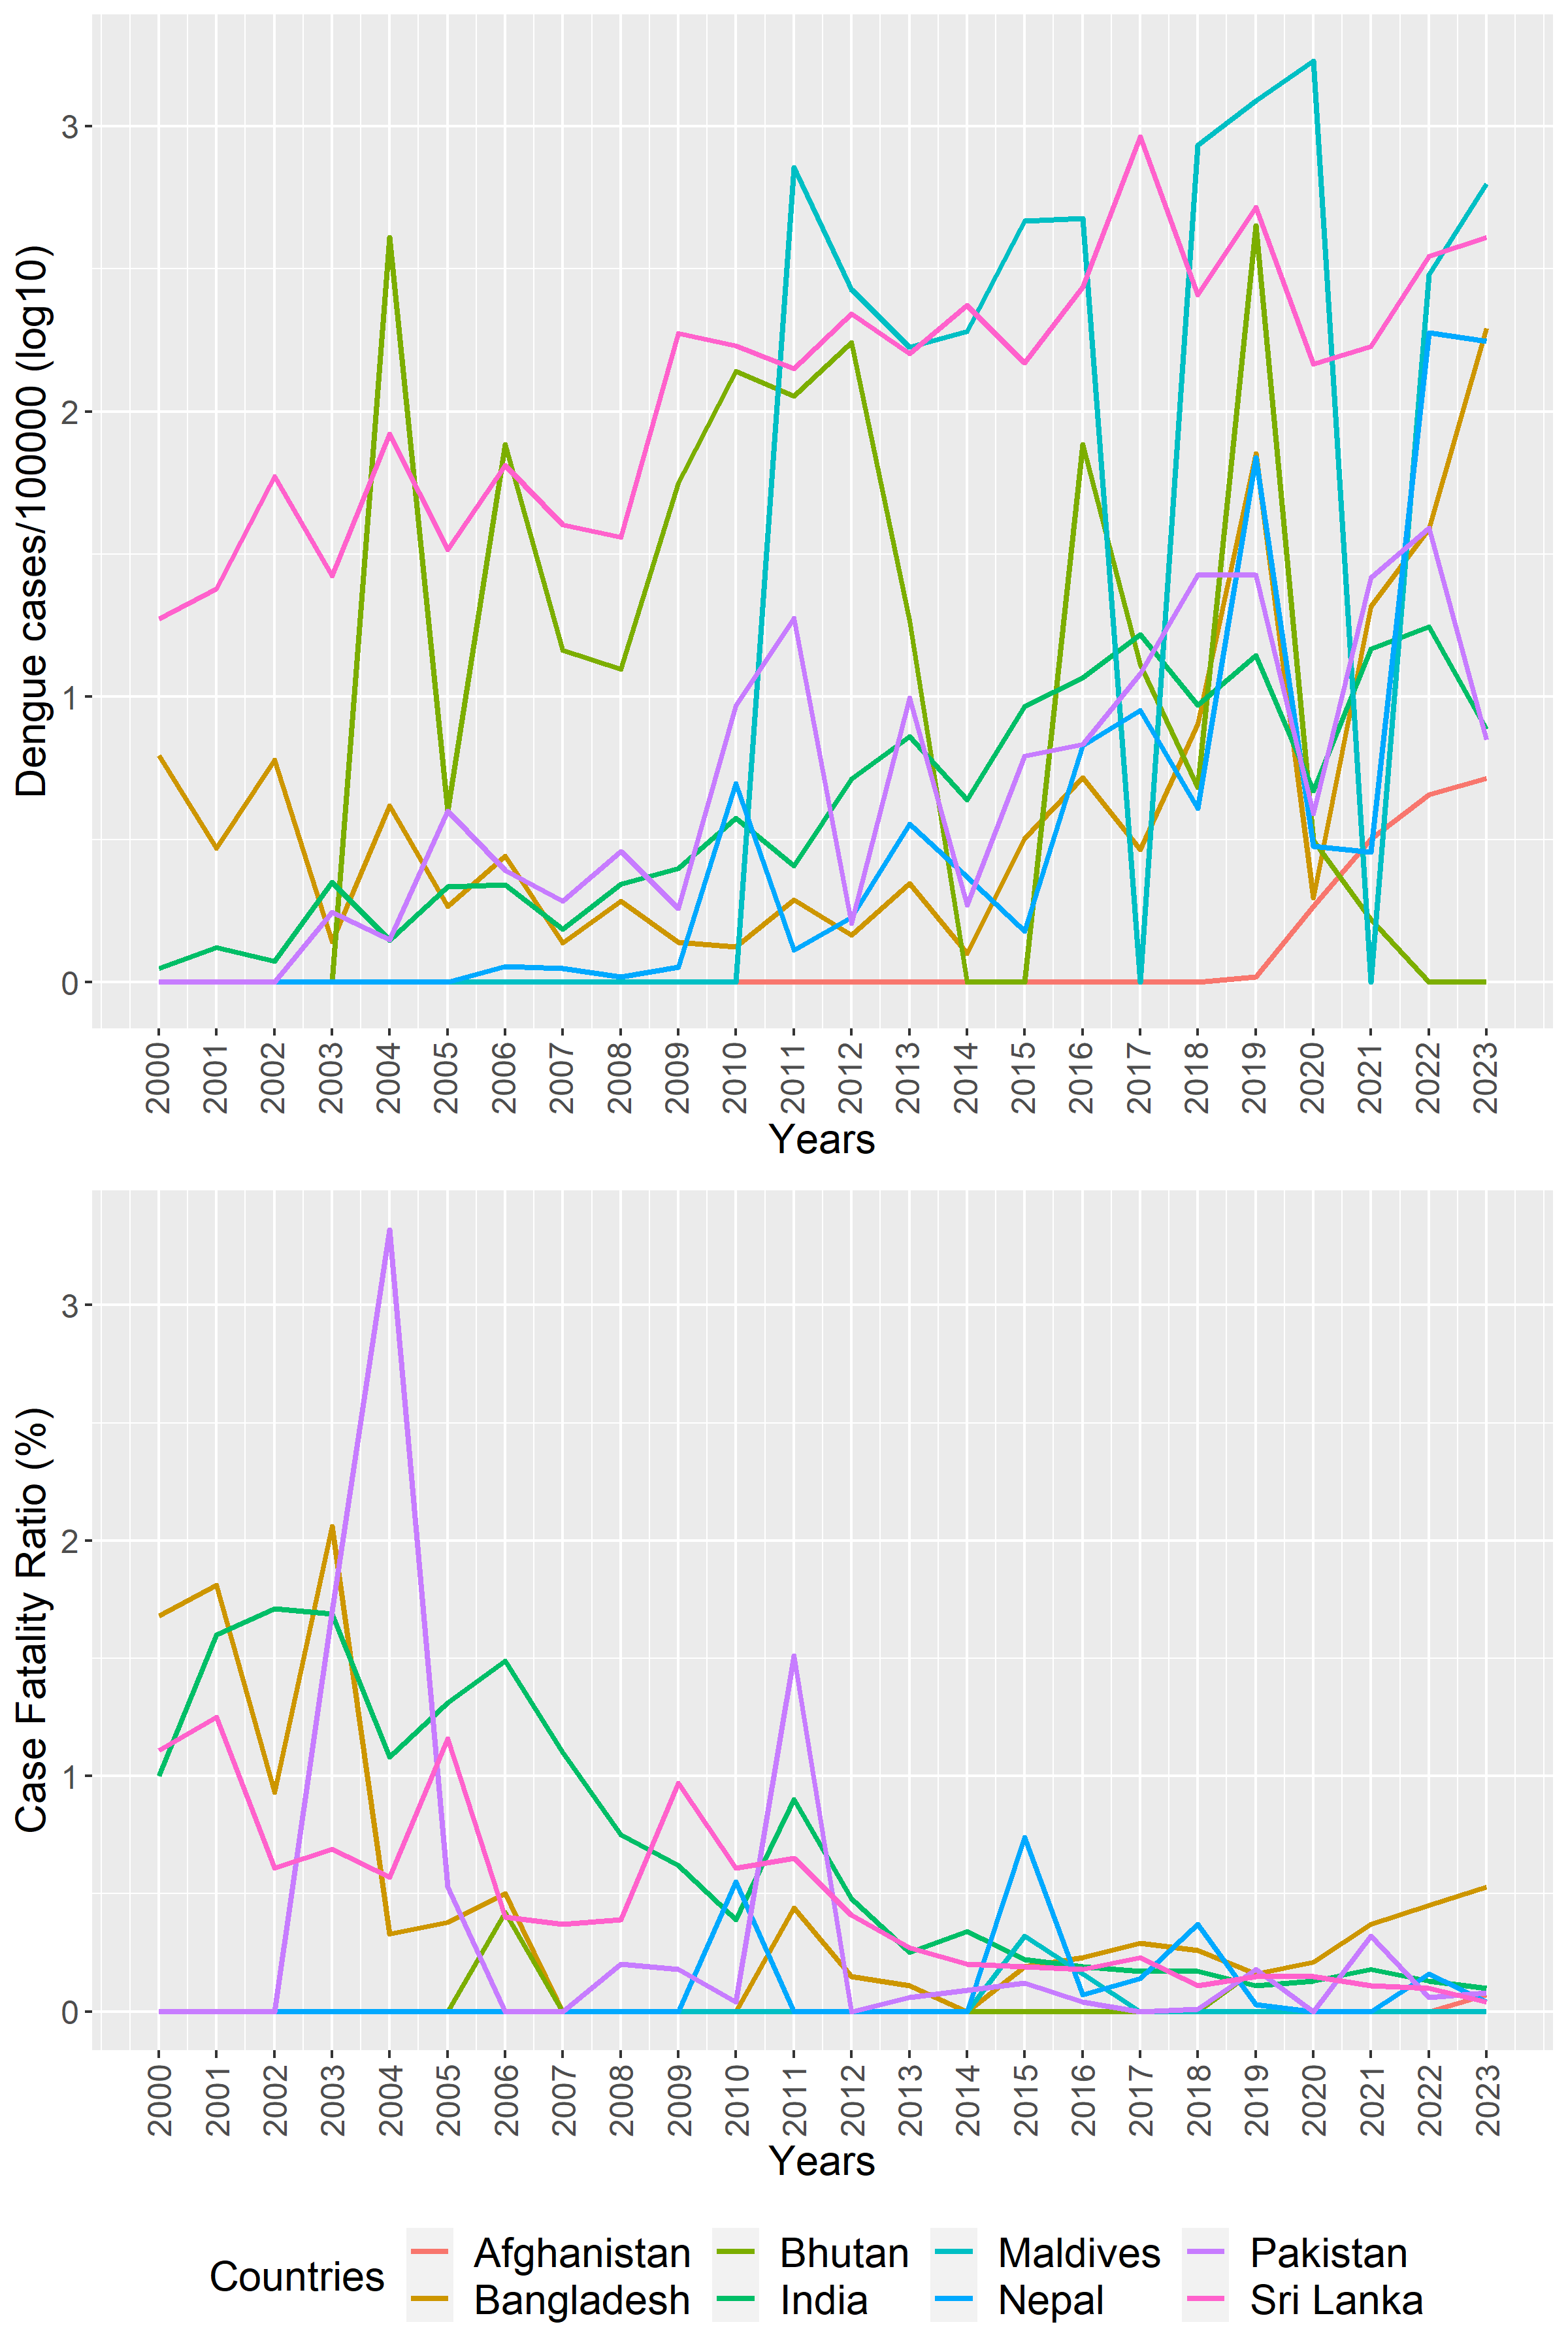 Dengue cases/100000 (log10)
3
2
1
0
2000 2001 2002 2003 2004 2005 2006 2007 2008 2009 2010 2011 2012 2013 2014 2015 2016 2017 2018 2019 2020 2021 2022 2023
Years
Case Fatality Ratio (%)
3
2
1
0
2000 2001 2002 2003 2004 2005 2006 2007 2008 2009 2010 2011 2012 2013 2014 2015 2016 2017 2018 2019 2020 2021 2022 2023
Years
Countries
Afghanistan Bhutan Maldives Pakistan
Bangladesh India Nepal Sri Lanka